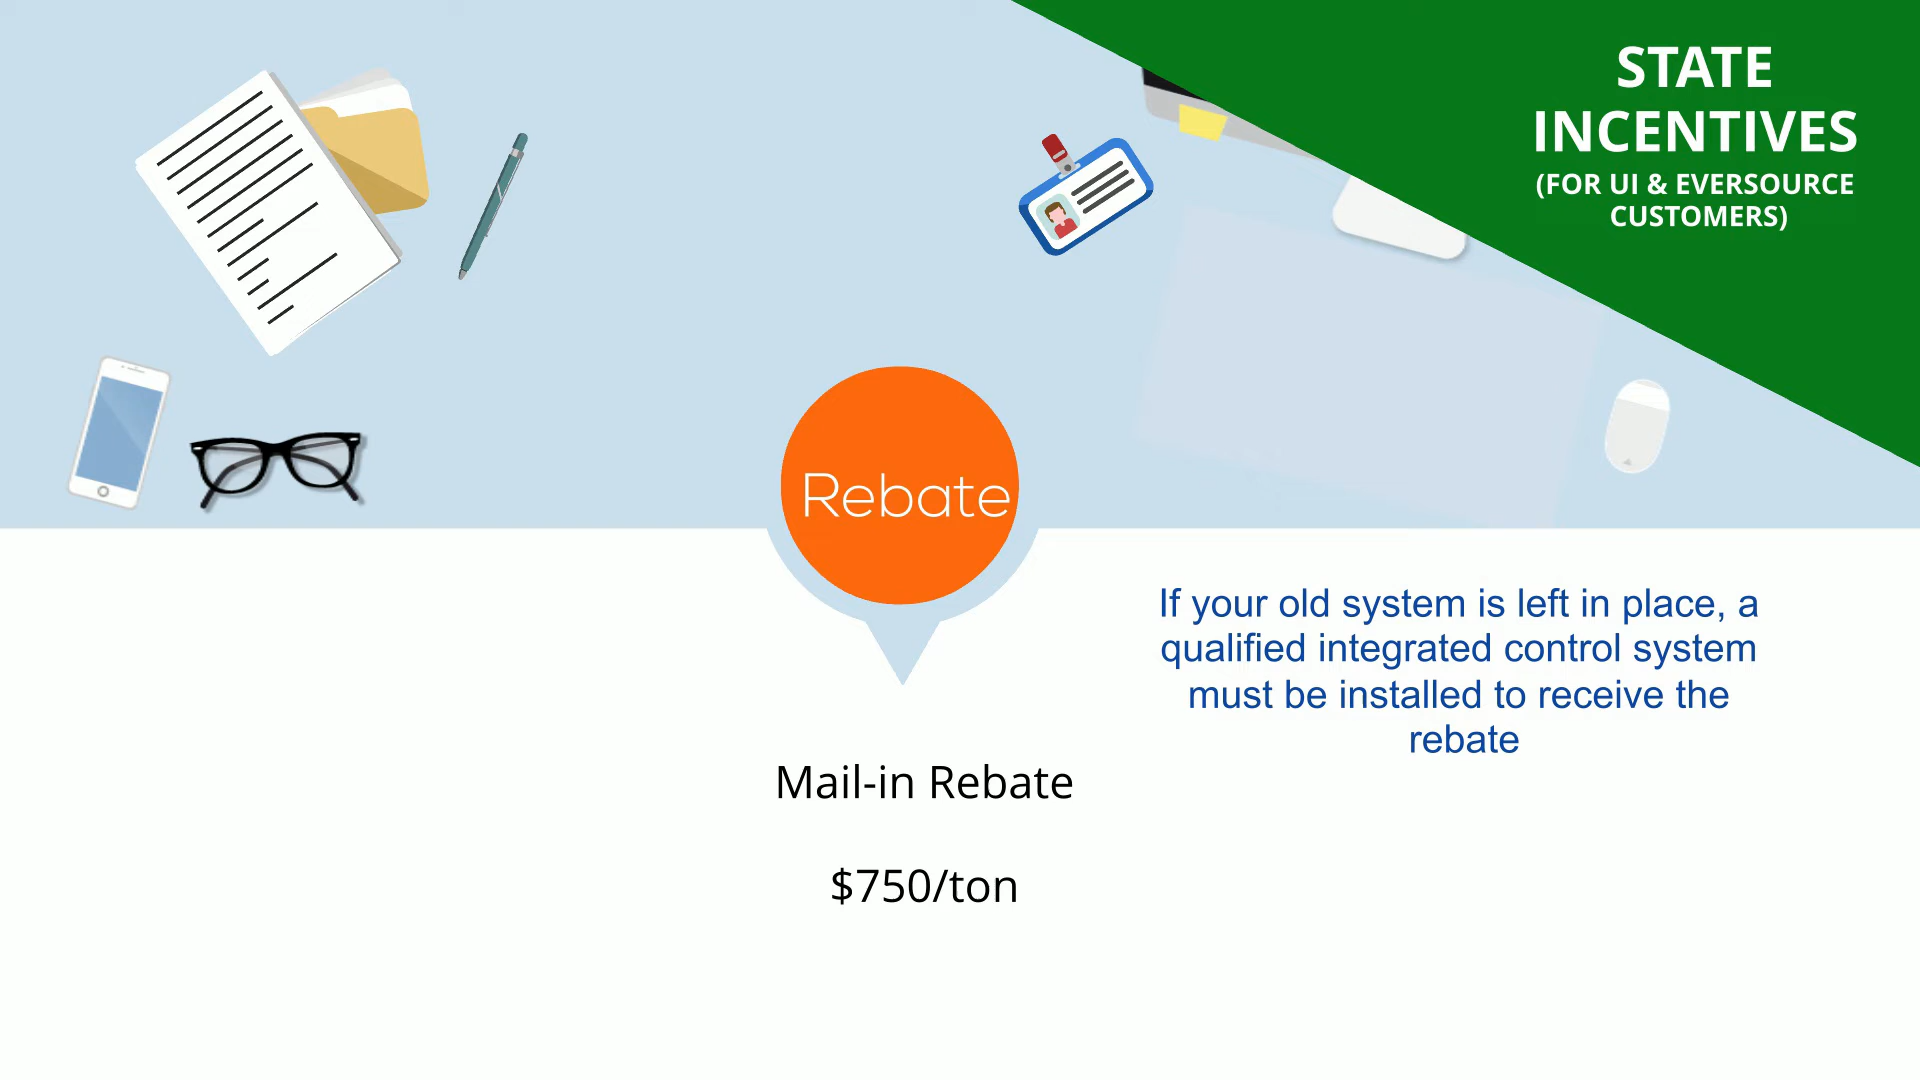 STATE
INCENTIVES
(FOR UI & EVERSOURCE
CUSTOMERS)
Rebate
If your old system is left in place, a
qualified integrated control system
must be installed to receive the
rebate
Mail-in Rebate
$750/ton